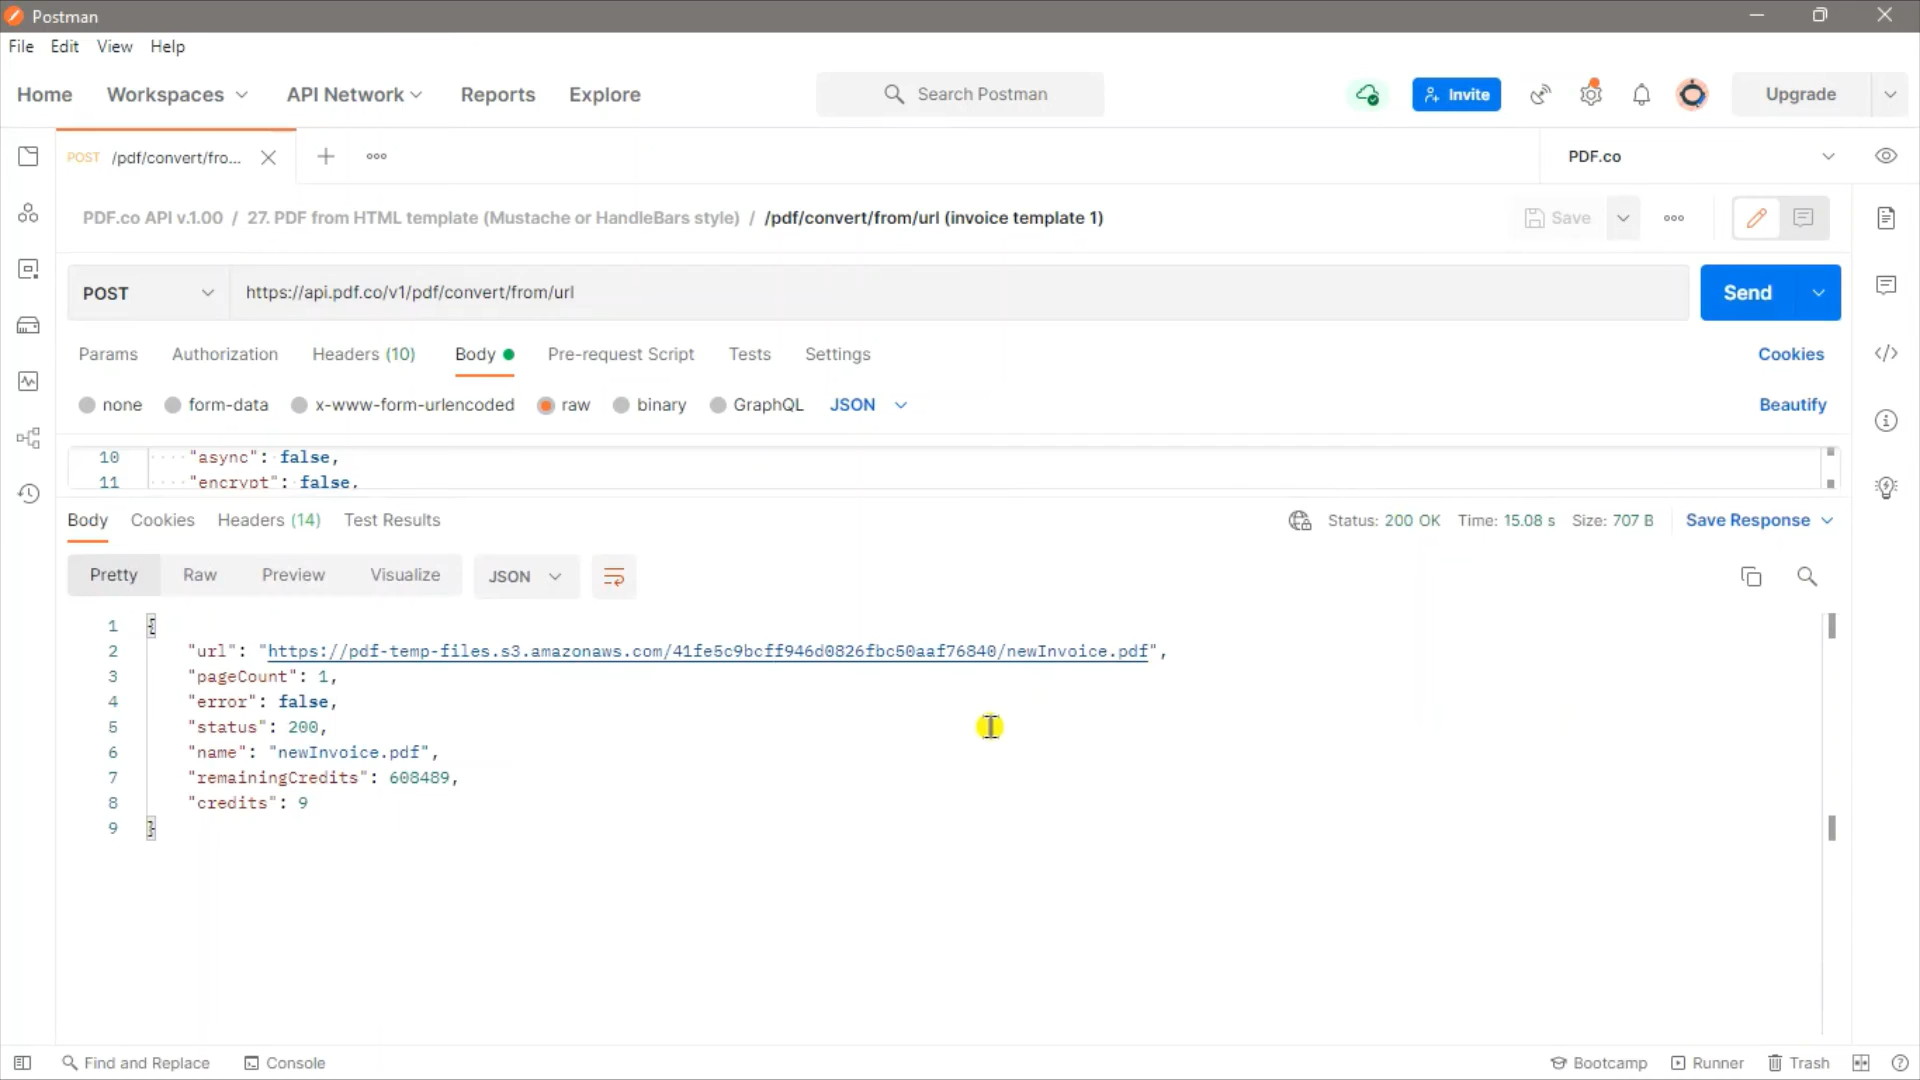 Postman
File Edit View Help
Home Workspaces API Network Reports Explore Search Postman Invite Upgrade
POST /pdf/convert/fro... PDF.co
PDF.co API v.1.00 / 27. PDF from HTML template (Mustache or HandleBars style) / /pdf/convert/from/url (invoice template 1) Save
POST https://api.pdf.co/v1/pdf/convert/from/url Send
Params Authorization Headers (10) Body Pre-request Script Tests Settings Cookies
none form-data x-www-form-urlencoded raw binary GraphQL JSON Beautify
10 "async": false,
11 "encrypt": false,
Body Cookies Headers (14) Test Results Status: 200 OK Time: 15.08 s Size: 707 B Save Response
Pretty Raw Preview Visualize JSON
1 {
2 "url": "https://pdf-temp-files.s3.amazonaws.com/41fe5c9bcff946d0826fbc50aaf76840/newInvoice.pdf",
3 "pageCount": 1,
4 "error": false,
5 "status": 200,
6 "name": "newInvoice.pdf",
7 "remainingCredits": 608489,
8 "credits": 9
9 }
Find and Replace Console Bootcamp Runner Trash